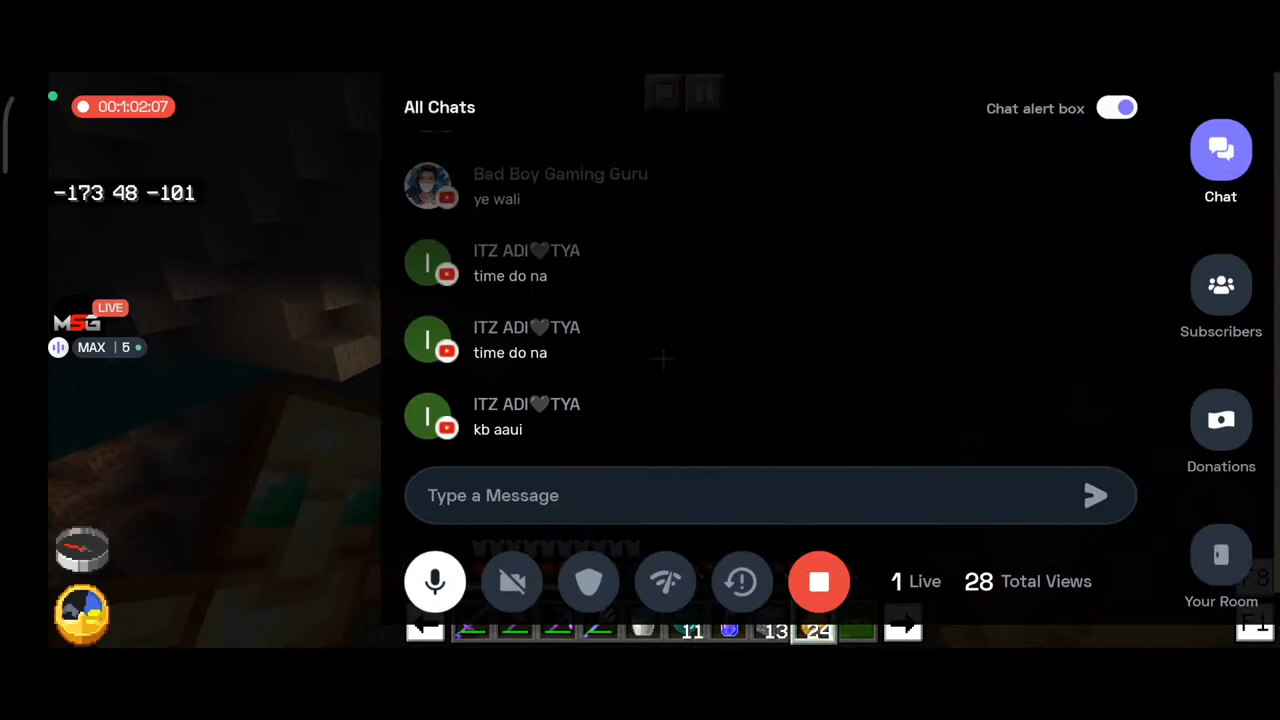 00:1:02:07
All Chats
Chat alert box
-173 48 -101
Bad Boy Gaming Guru
ye wali
Chat
ITZ ADI🖤TYA
time do na
LIVE
MSG
MAX | 5
ITZ ADI🖤TYA
time do na
Subscribers
ITZ ADI🖤TYA
kb aaui
Donations
Type a Message
1 Live 28 Total Views
Your Room
F8
11 13 24
F1